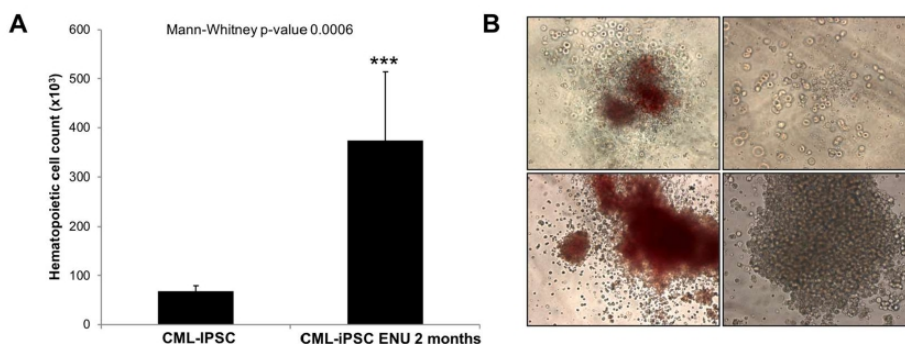 A
Mann-Whitney p-value 0.0006
Hematopoietic cell count (x10³)
600
500
400
300
200
100
0
***
CML-IPSC
CML-iPSC ENU 2 months
B